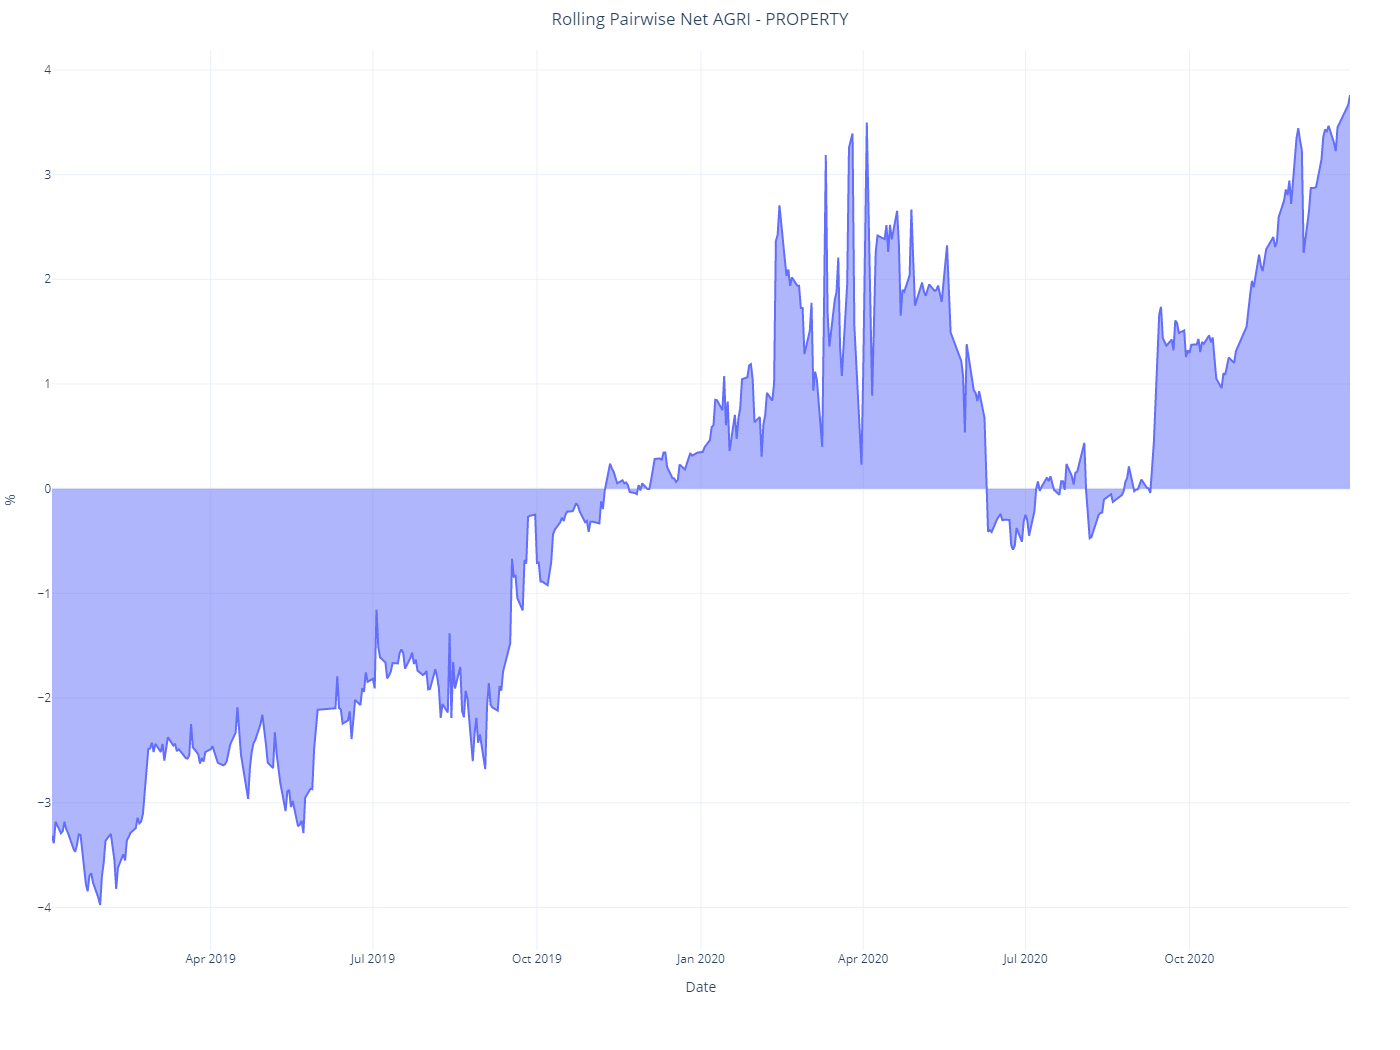 Rolling Pairwise Net AGRI - PROPERTY
4
3
2
1
0
−1
−2
−3
−4
%
Apr 2019
Jul 2019
Oct 2019
Jan 2020
Apr 2020
Jul 2020
Oct 2020
Date